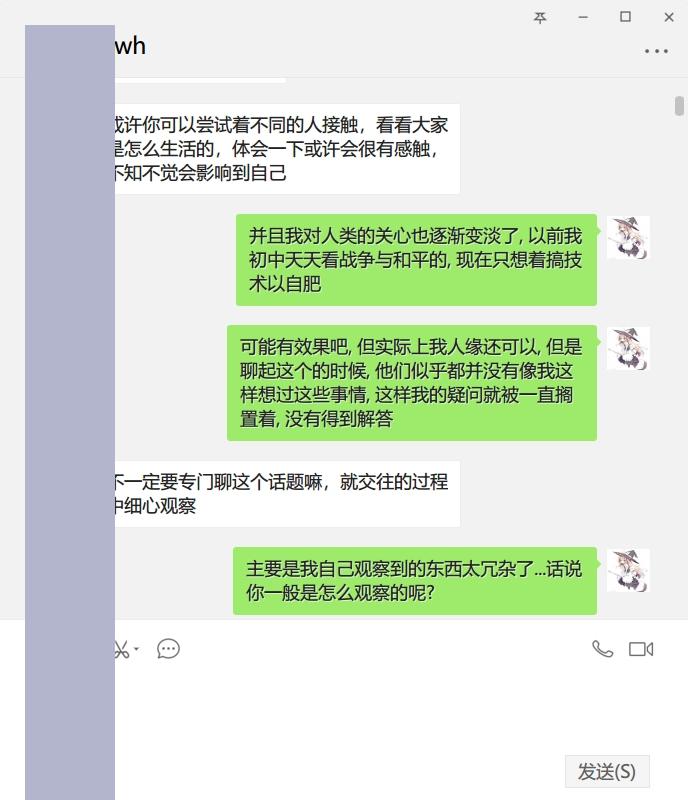 wh
或许你可以尝试着不同的人接触，看看大家
是怎么生活的，体会一下或许会很有感触，
不知不觉会影响到自己
并且我对人类的关心也逐渐变淡了, 以前我
初中天天看战争与和平的, 现在只想着搞技
术以自肥
可能有效果吧, 但实际上我人缘还可以, 但是
聊起这个的时候, 他们似乎都并没有像我这
样想过这些事情, 这样我的疑问就被一直搁
置着, 没有得到解答
不一定要专门聊这个话题嘛，就交往的过程
中细心观察
主要是我自己观察到的东西太冗杂了...话说
你一般是怎么观察的呢?
发送(S)